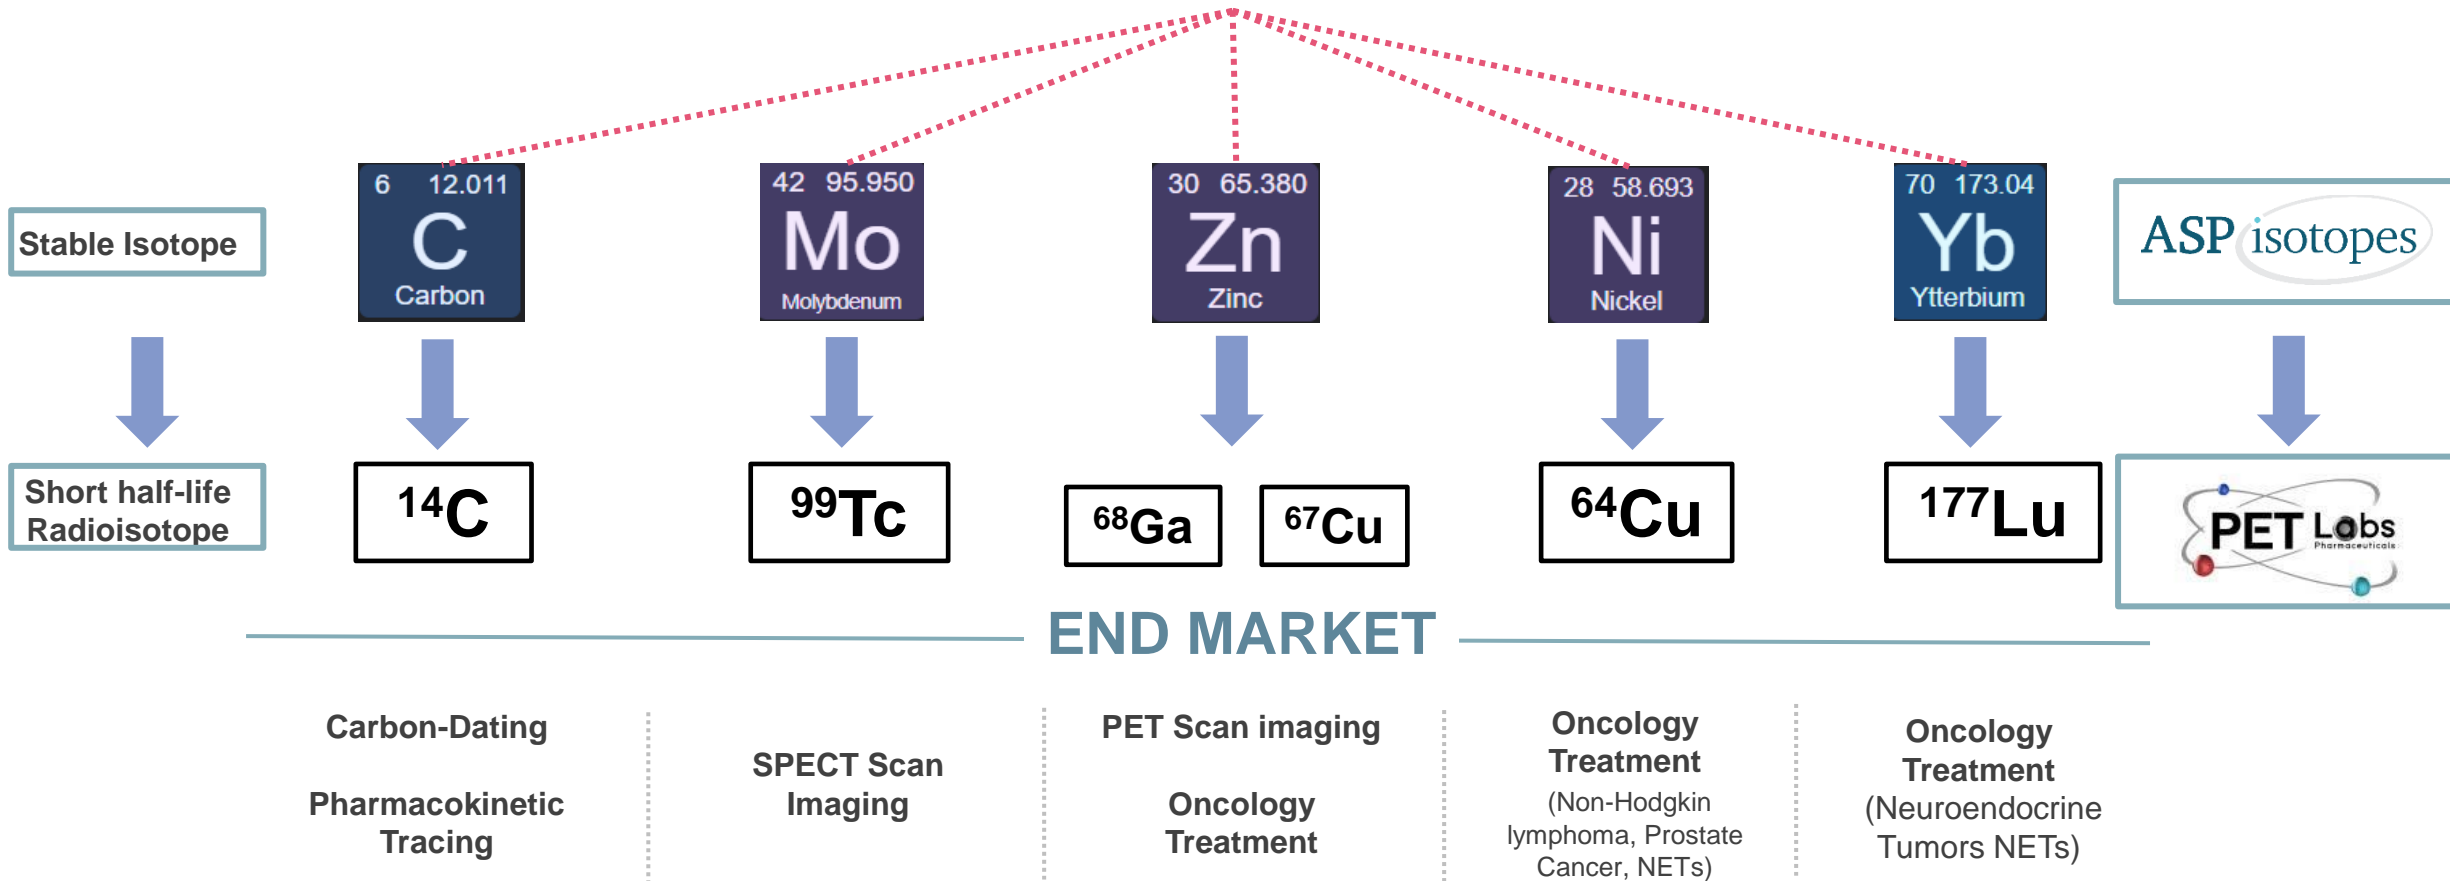 6 12.011
C
Carbon
42 95.950
Mo
Molybdenum
30 65.380
Zn
Zinc
28 58.693
Ni
Nickel
70 173.04
Yb
Ytterbium
Stable Isotope
ASP isotopes
Short half-life
Radioisotope
¹⁴C
⁹⁹Tc
⁶⁸Ga
⁶⁷Cu
⁶⁴Cu
¹⁷⁷Lu
PET Labs
Pharmaceuticals
END MARKET
Carbon-Dating
Pharmacokinetic
Tracing
SPECT Scan
Imaging
PET Scan imaging
Oncology
Treatment
Oncology
Treatment
(Non-Hodgkin
lymphoma, Prostate
Cancer, NETs)
Oncology
Treatment
(Neuroendocrine
Tumors NETs)